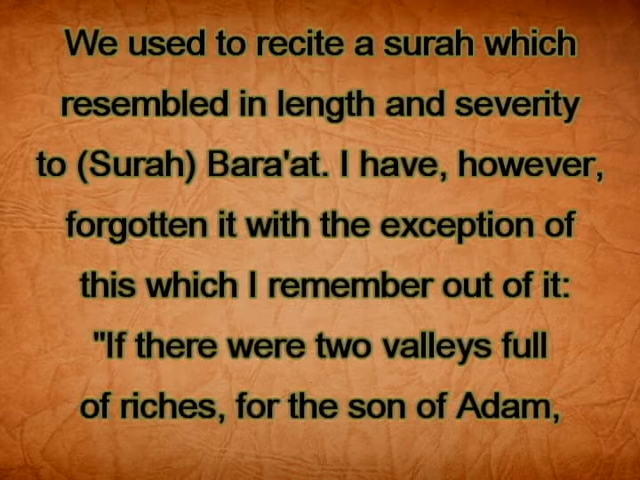 We used to recite a surah which
resembled in length and severity
to (Surah) Bara'at. I have, however,
forgotten it with the exception of
this which I remember out of it:
"If there were two valleys full
of riches, for the son of Adam,